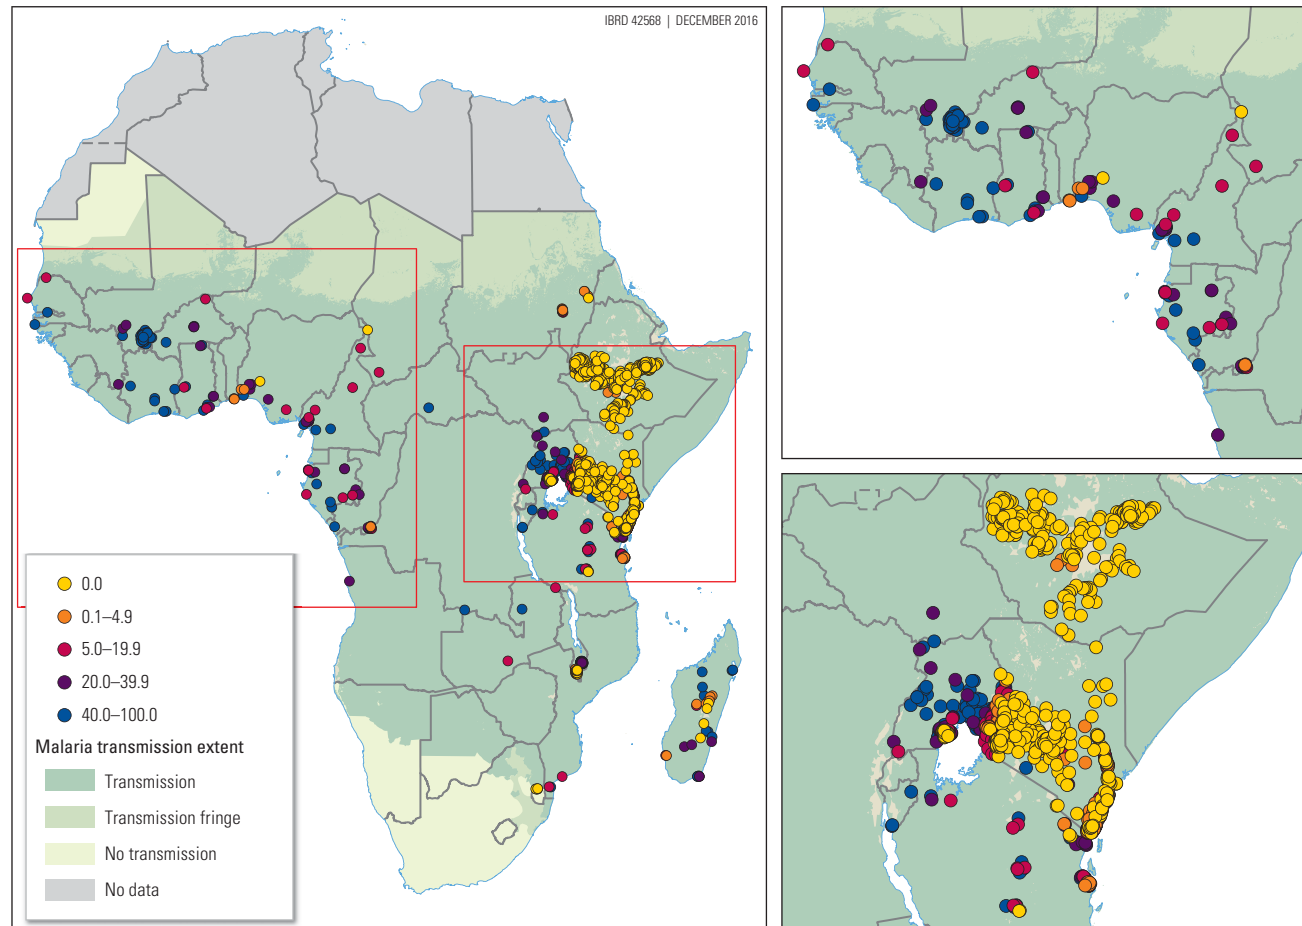 IBRD 42568 | DECEMBER 2016
0.0
0.1–4.9
5.0–19.9
20.0–39.9
40.0–100.0
Malaria transmission extent
Transmission
Transmission fringe
No transmission
No data